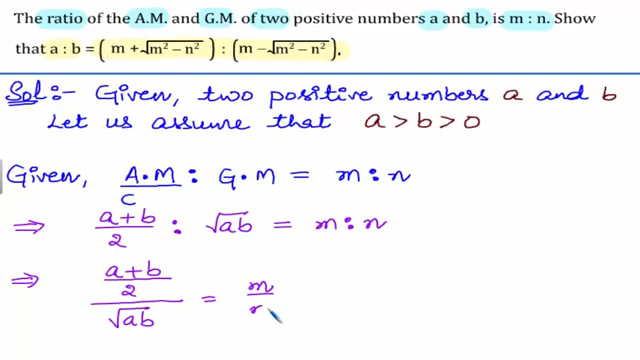 The ratio of the A.M. and G.M. of two positive numbers a and b, is m : n. Show
that a : b = ( m + √m² – n² ) : ( m – √m² – n² ).
Sol :- Given, two positive numbers a and b
Let us assume that a > b > 0
Given, A.M : G.M = m : n
⇒ a+b/2 : √ab = m : n
⇒ (a+b/2)/√ab = m/